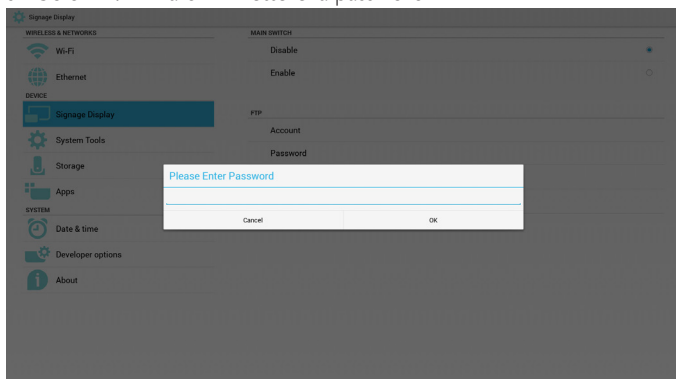 Signage Display
WIRELESS & NETWORKS
Wi-Fi
Ethernet
DEVICE
Signage Display
System Tools
Storage
Apps
SYSTEM
Date & time
Developer options
About
MAIN SWITCH
Disable
Enable
FTP
Account
Password
Please Enter Password
Cancel
OK